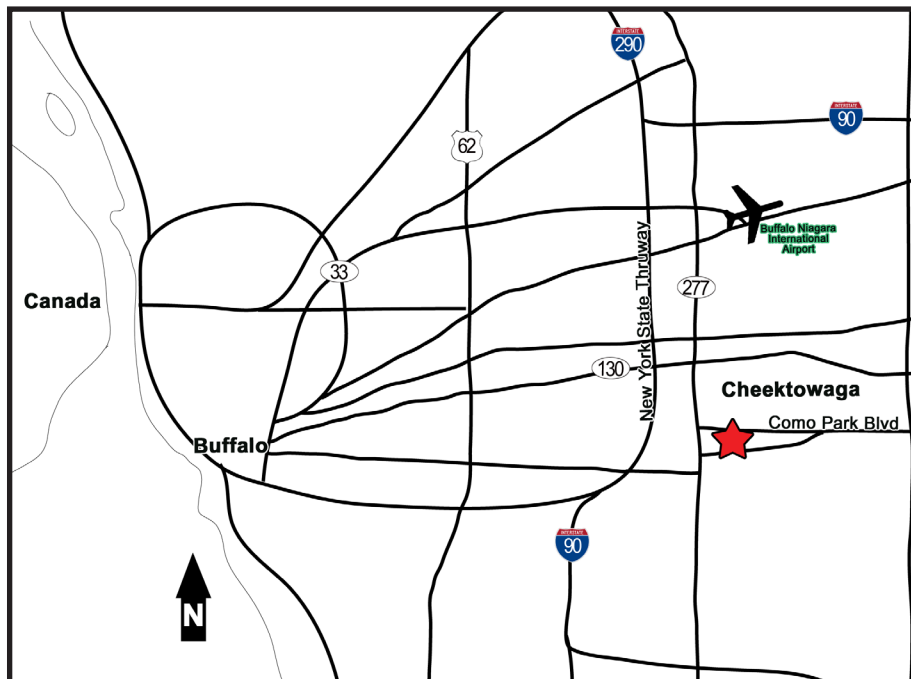 INTERSTATE
290
INTERSTATE
90
62
Buffalo Niagara
International
Airport
33
277
Canada
New York State Thruway
130
Cheektowaga
Como Park Blvd
Buffalo
INTERSTATE
90
N